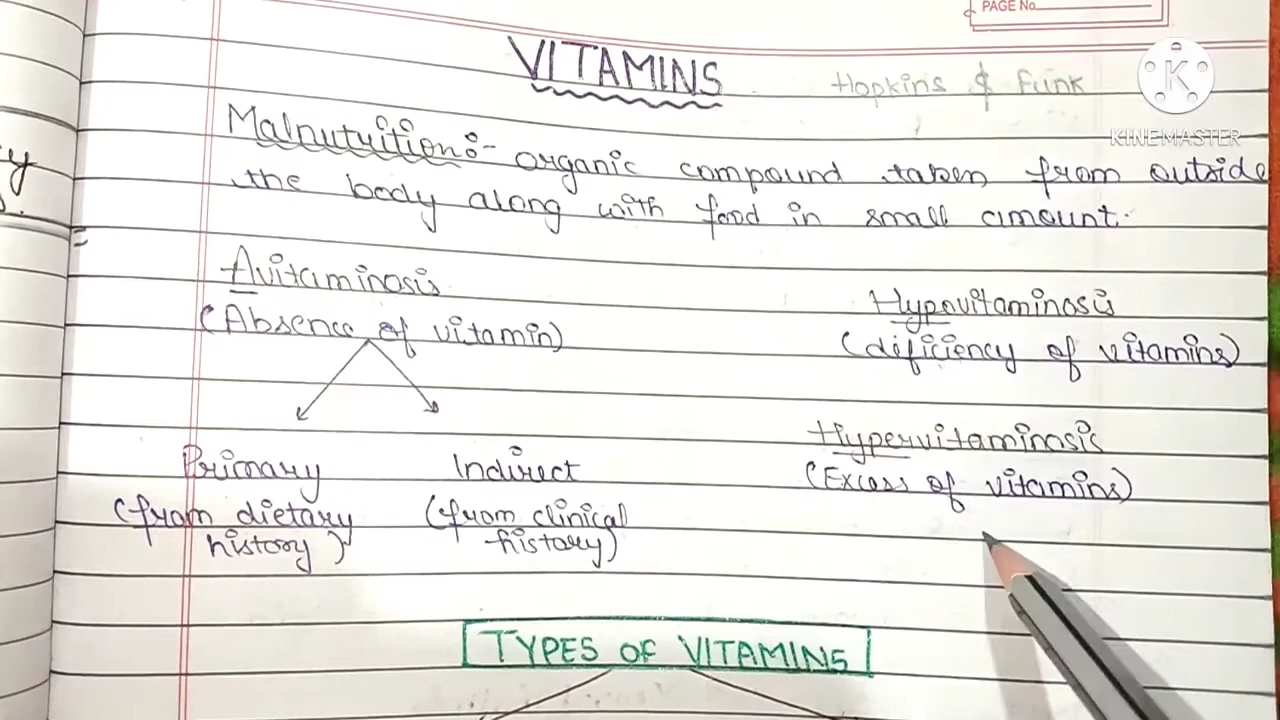 PAGE No.
VITAMINS
Hopkins & Funk
K
KINEMASTER
Malnutrition:- organic compound taken from outside
the body along with food in small amount.
Avitaminosis
(Absence of vitamin)
Hypovitaminosis
(dificiency of vitamins)
Hypervitaminosis
(Excess of vitamins)
Primary
(from dietary
history)
Indirect
(from clinical
history)
TYPES OF VITAMINS